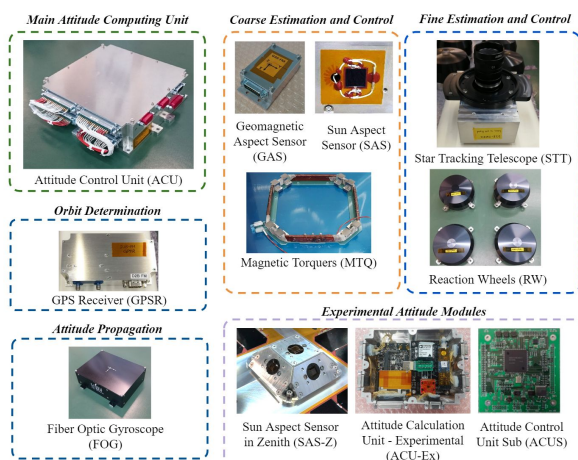 Main Attitude Computing Unit
Attitude Control Unit (ACU)
Orbit Determination
GPS Receiver (GPSR)
Attitude Propagation
Fiber Optic Gyroscope
(FOG)
Coarse Estimation and Control
Geomagnetic
Aspect Sensor
(GAS)
Sun Aspect
Sensor (SAS)
Magnetic Torquers (MTQ)
Fine Estimation and Control
Star Tracking Telescope (STT)
Reaction Wheels (RW)
Experimental Attitude Modules
Sun Aspect Sensor
in Zenith (SAS-Z)
Attitude Calculation
Unit - Experimental
(ACU-Ex)
Attitude Control
Unit Sub (ACUS)